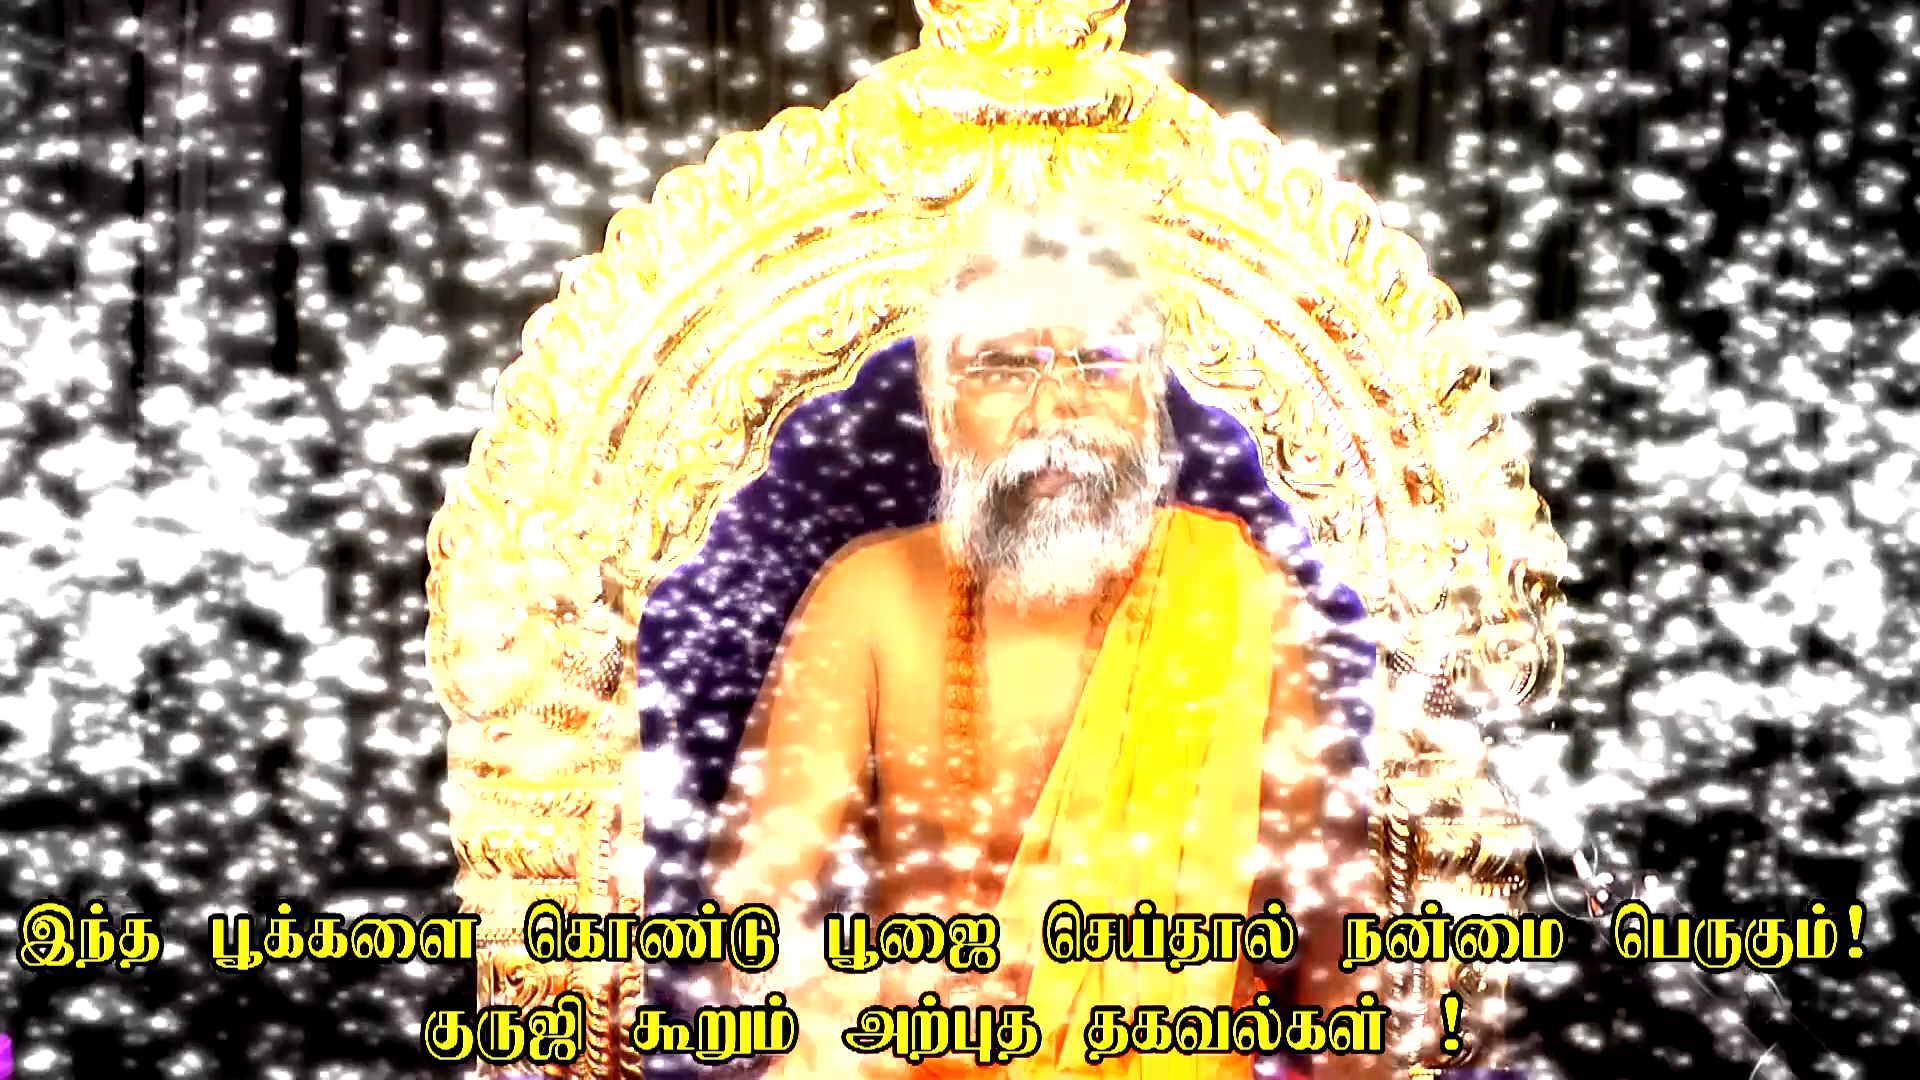 இந்த பூக்களை கொண்டு பூஜை செய்தால் நன்மை பெருகும்!
குருஜி கூறும் அற்புத தகவல்கள் !